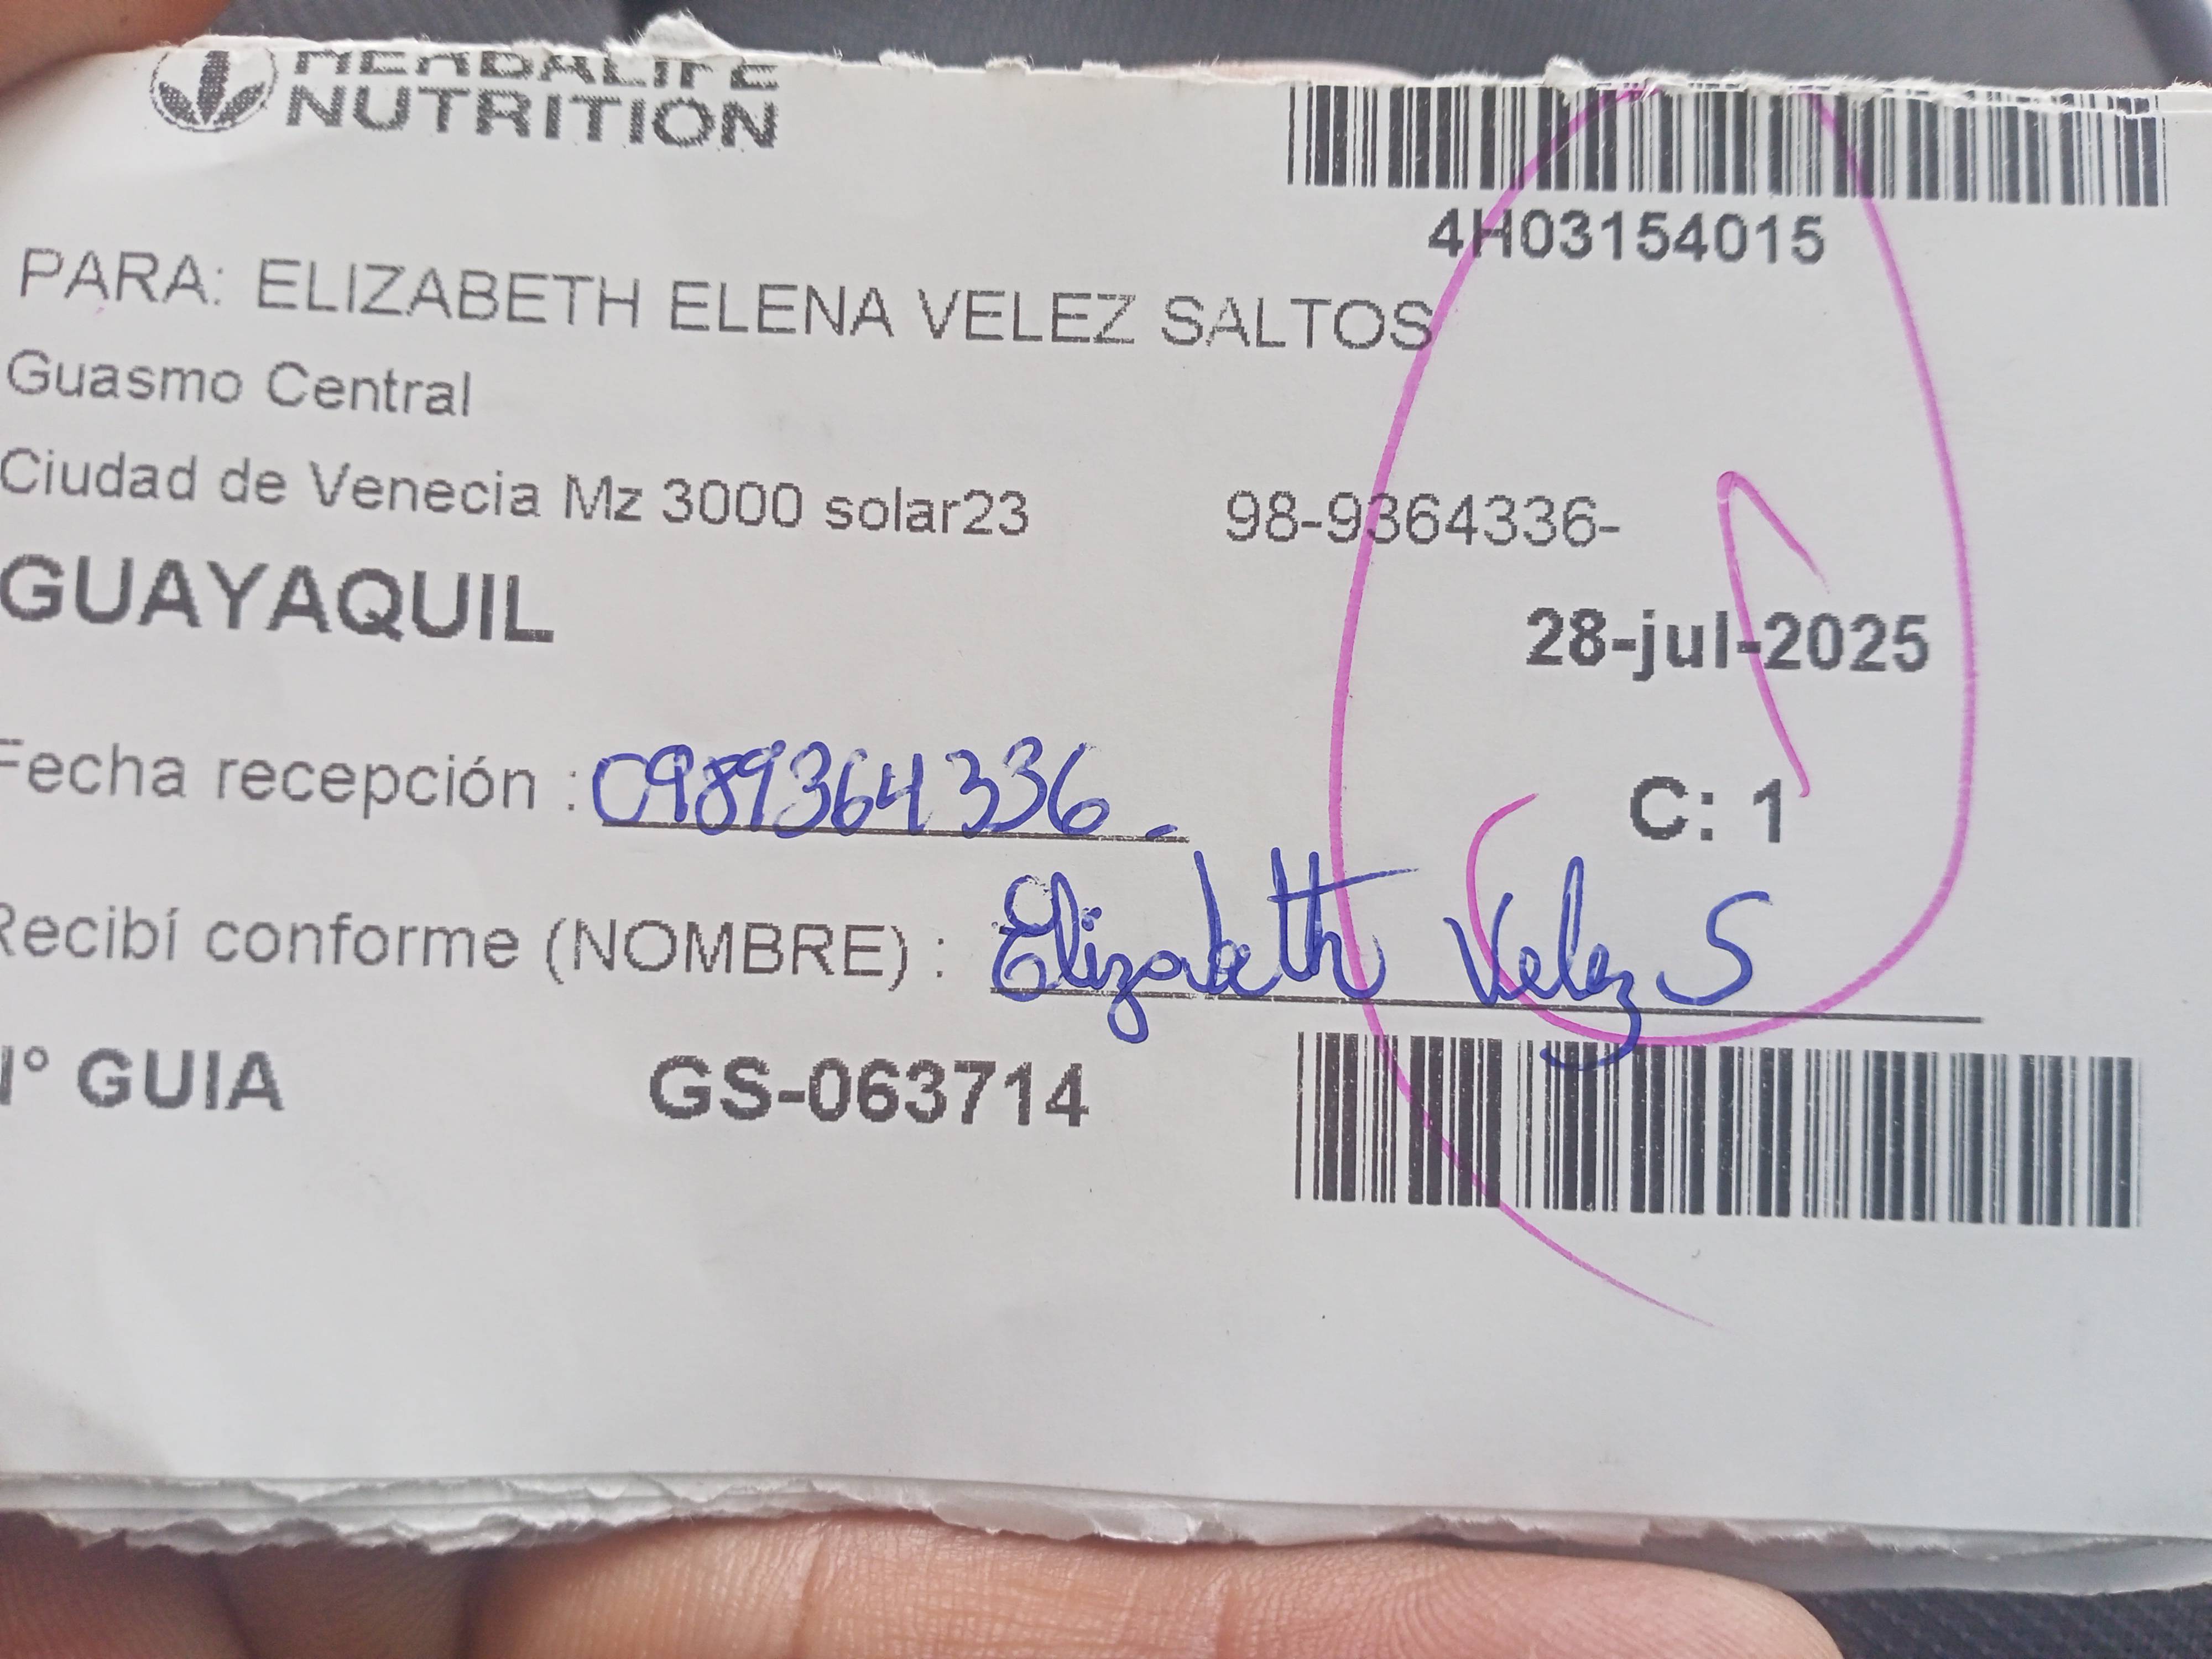 HERBALIFE
NUTRITION
4H03154015
PARA: ELIZABETH ELENA VELEZ SALTOS
Guasmo Central
Ciudad de Venecia Mz 3000 solar23 98-9364336-
GUAYAQUIL
28-jul-2025
Fecha recepción : 0989364336.
C: 1
Recibí conforme (NOMBRE) : Elizabeth Velez S
N° GUIA GS-063714